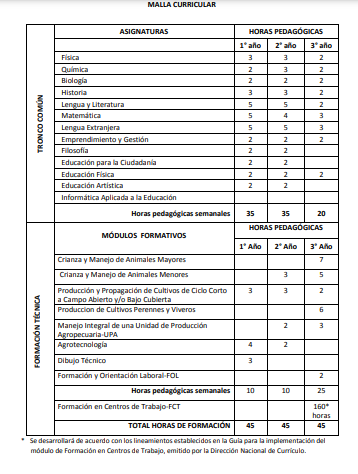 MALLA CURRICULAR
ASIGNATURAS HORAS PEDAGÓGICAS
1° año 2° año 3° año
TRONCO COMÚN
Física 3 3 2
Química 2 3 2
Biología 2 2 2
Historia 3 3 2
Lengua y Literatura 5 5 2
Matemática 5 4 3
Lengua Extranjera 5 5 3
Emprendimiento y Gestión 2 2 2
Filosofía 2 2
Educación para la Ciudadanía 2 2
Educación Física 2 2 2
Educación Artística 2 2
Informática Aplicada a la Educación
Horas pedagógicas semanales 35 35 20
FORMACIÓN TÉCNICA
MÓDULOS FORMATIVOS HORAS PEDAGÓGICAS
1° Año 2° Año 3° Año
Crianza y Manejo de Animales Mayores 7
Crianza y Manejo de Animales Menores 3 5
Producción y Propagación de Cultivos de Ciclo Corto
a Campo Abierto y/o Bajo Cubierta 3 3 2
Produccion de Cultivos Perennes y Viveros 6
Manejo Integral de una Unidad de Producción
Agropecuaria-UPA 2 3
Agrotecnología 4 2
Dibujo Técnico 3
Formación y Orientación Laboral-FOL 2
Horas pedagógicas semanales 10 10 25
Formación en Centros de Trabajo-FCT 160*
horas
TOTAL HORAS DE FORMACIÓN 45 45 45
* Se desarrollará de acuerdo con los lineamientos establecidos en la Guía para la implementación del
módulo de Formación en Centros de Trabajo, emitido por la Dirección Nacional de Currículo.